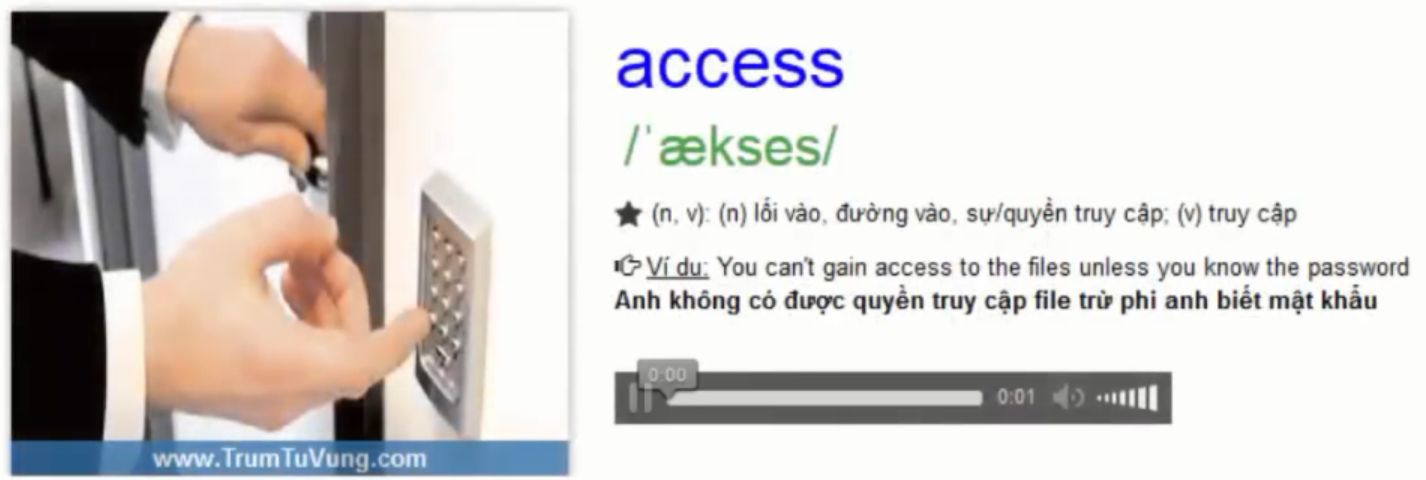 access
/ˈækses/
★ (n, v): (n) lối vào, đường vào, sự/quyền truy cập; (v) truy cập
Ví dụ: You can't gain access to the files unless you know the password
Anh không có được quyền truy cập file trừ phi anh biết mật khẩu
0:00
0:01
www.TrumTuVung.com